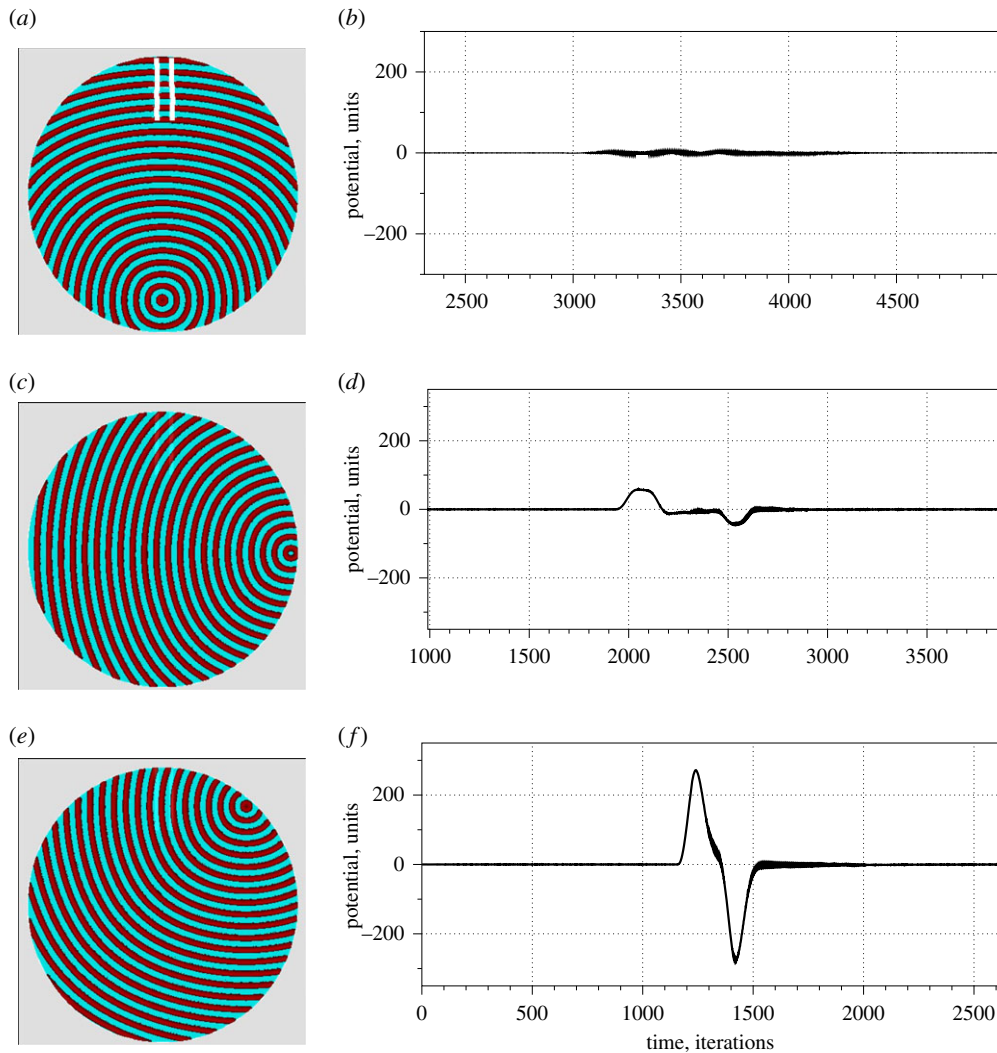 (a)
(b)
200
0
–200
potential, units
2500 3000 3500 4000 4500
(c)
(d)
200
0
–200
potential, units
1000 1500 2000 2500 3000 3500
(e)
(f)
200
0
–200
potential, units
0 500 1000 1500 2000 2500
time, iterations